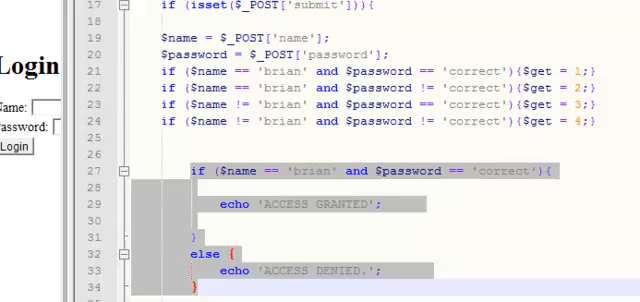 Login
Name:
Password:
Login
17 if (isset($_POST['submit'])){
18
19 $name = $_POST['name'];
20 $password = $_POST['password'];
21 if ($name == 'brian' and $password == 'correct'){$get = 1;}
22 if ($name == 'brian' and $password != 'correct'){$get = 2;}
23 if ($name != 'brian' and $password == 'correct'){$get = 3;}
24 if ($name != 'brian' and $password != 'correct'){$get = 4;}
25
26
27 if ($name == 'brian' and $password == 'correct'){
28
29 echo 'ACCESS GRANTED';
30
31 }
32 else {
33 echo 'ACCESS DENIED.';
34 }